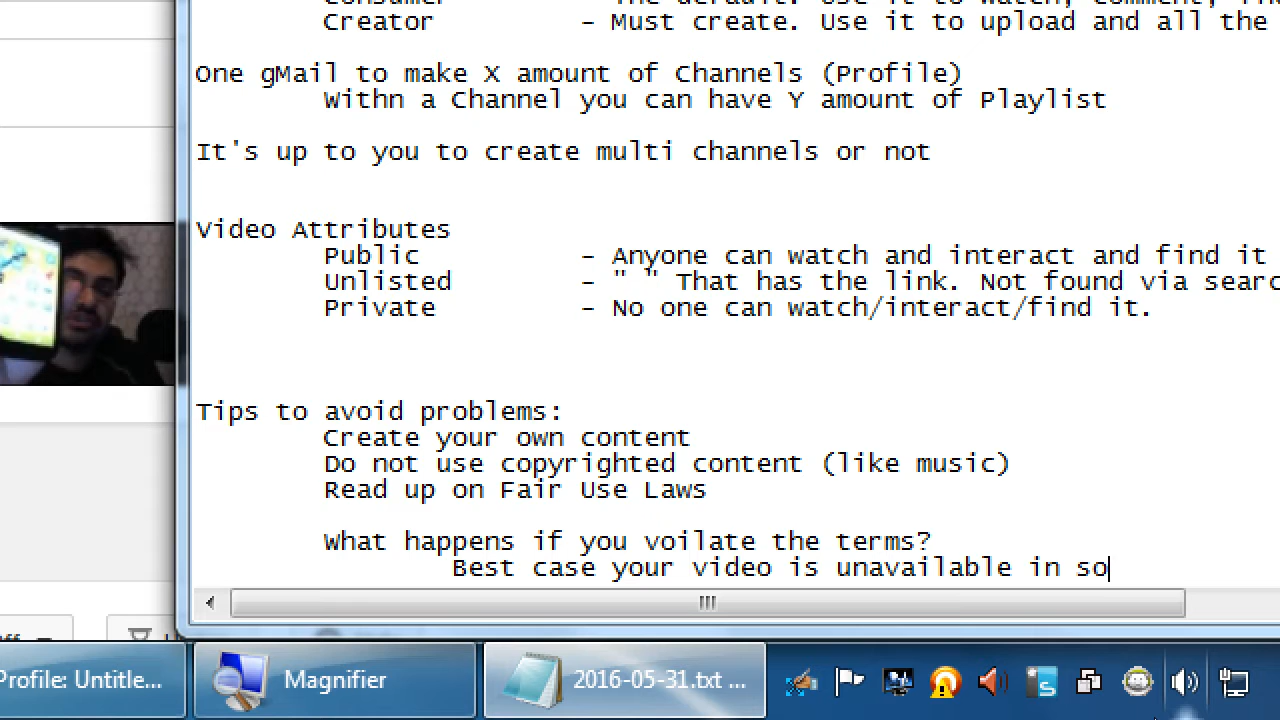 Creator – Must create. Use it to upload and all the
One gMail to make X amount of Channels (Profile)
Withn a Channel you can have Y amount of Playlist
It's up to you to create multi channels or not
Video Attributes
Public – Anyone can watch and interact and find it
Unlisted – " " That has the link. Not found via searc
Private – No one can watch/interact/find it.
Tips to avoid problems:
Create your own content
Do not use copyrighted content (like music)
Read up on Fair Use Laws
What happens if you voilate the terms?
Best case your video is unavailable in so
Profile: Untitle... Magnifier 2016-05-31.txt ...